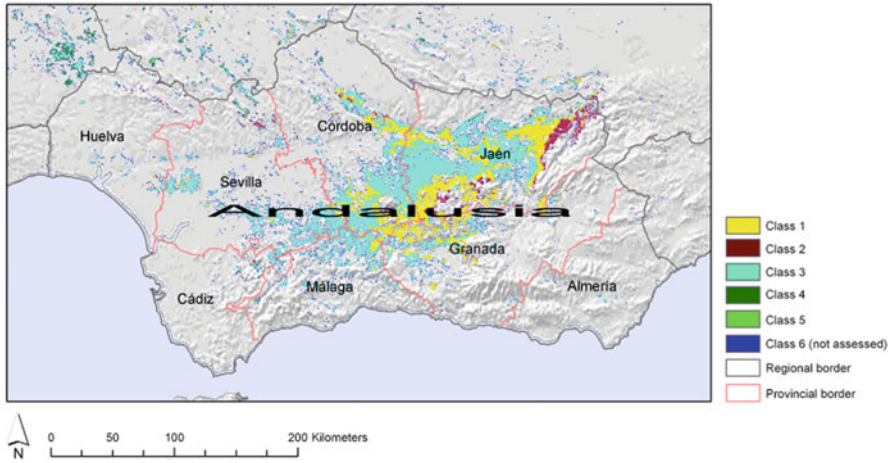 Huelva
Córdoba
Jaén
Sevilla
Andalusia
Granada
Cádiz
Málaga
Almería
Class 1
Class 2
Class 3
Class 4
Class 5
Class 6 (not assessed)
Regional border
Provincial border
N
0 50 100 200 Kilometers